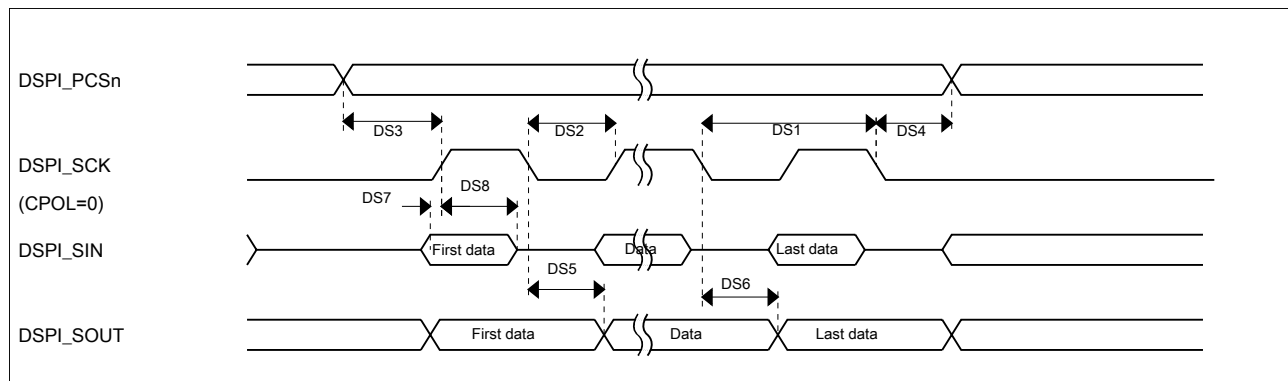 DSPI_PCSn
DS3
DS2
DS1
DS4
DSPI_SCK
(CPOL=0)
DS7
DS8
DSPI_SIN
First data
Data
Last data
DS5
DS6
DSPI_SOUT
First data
Data
Last data